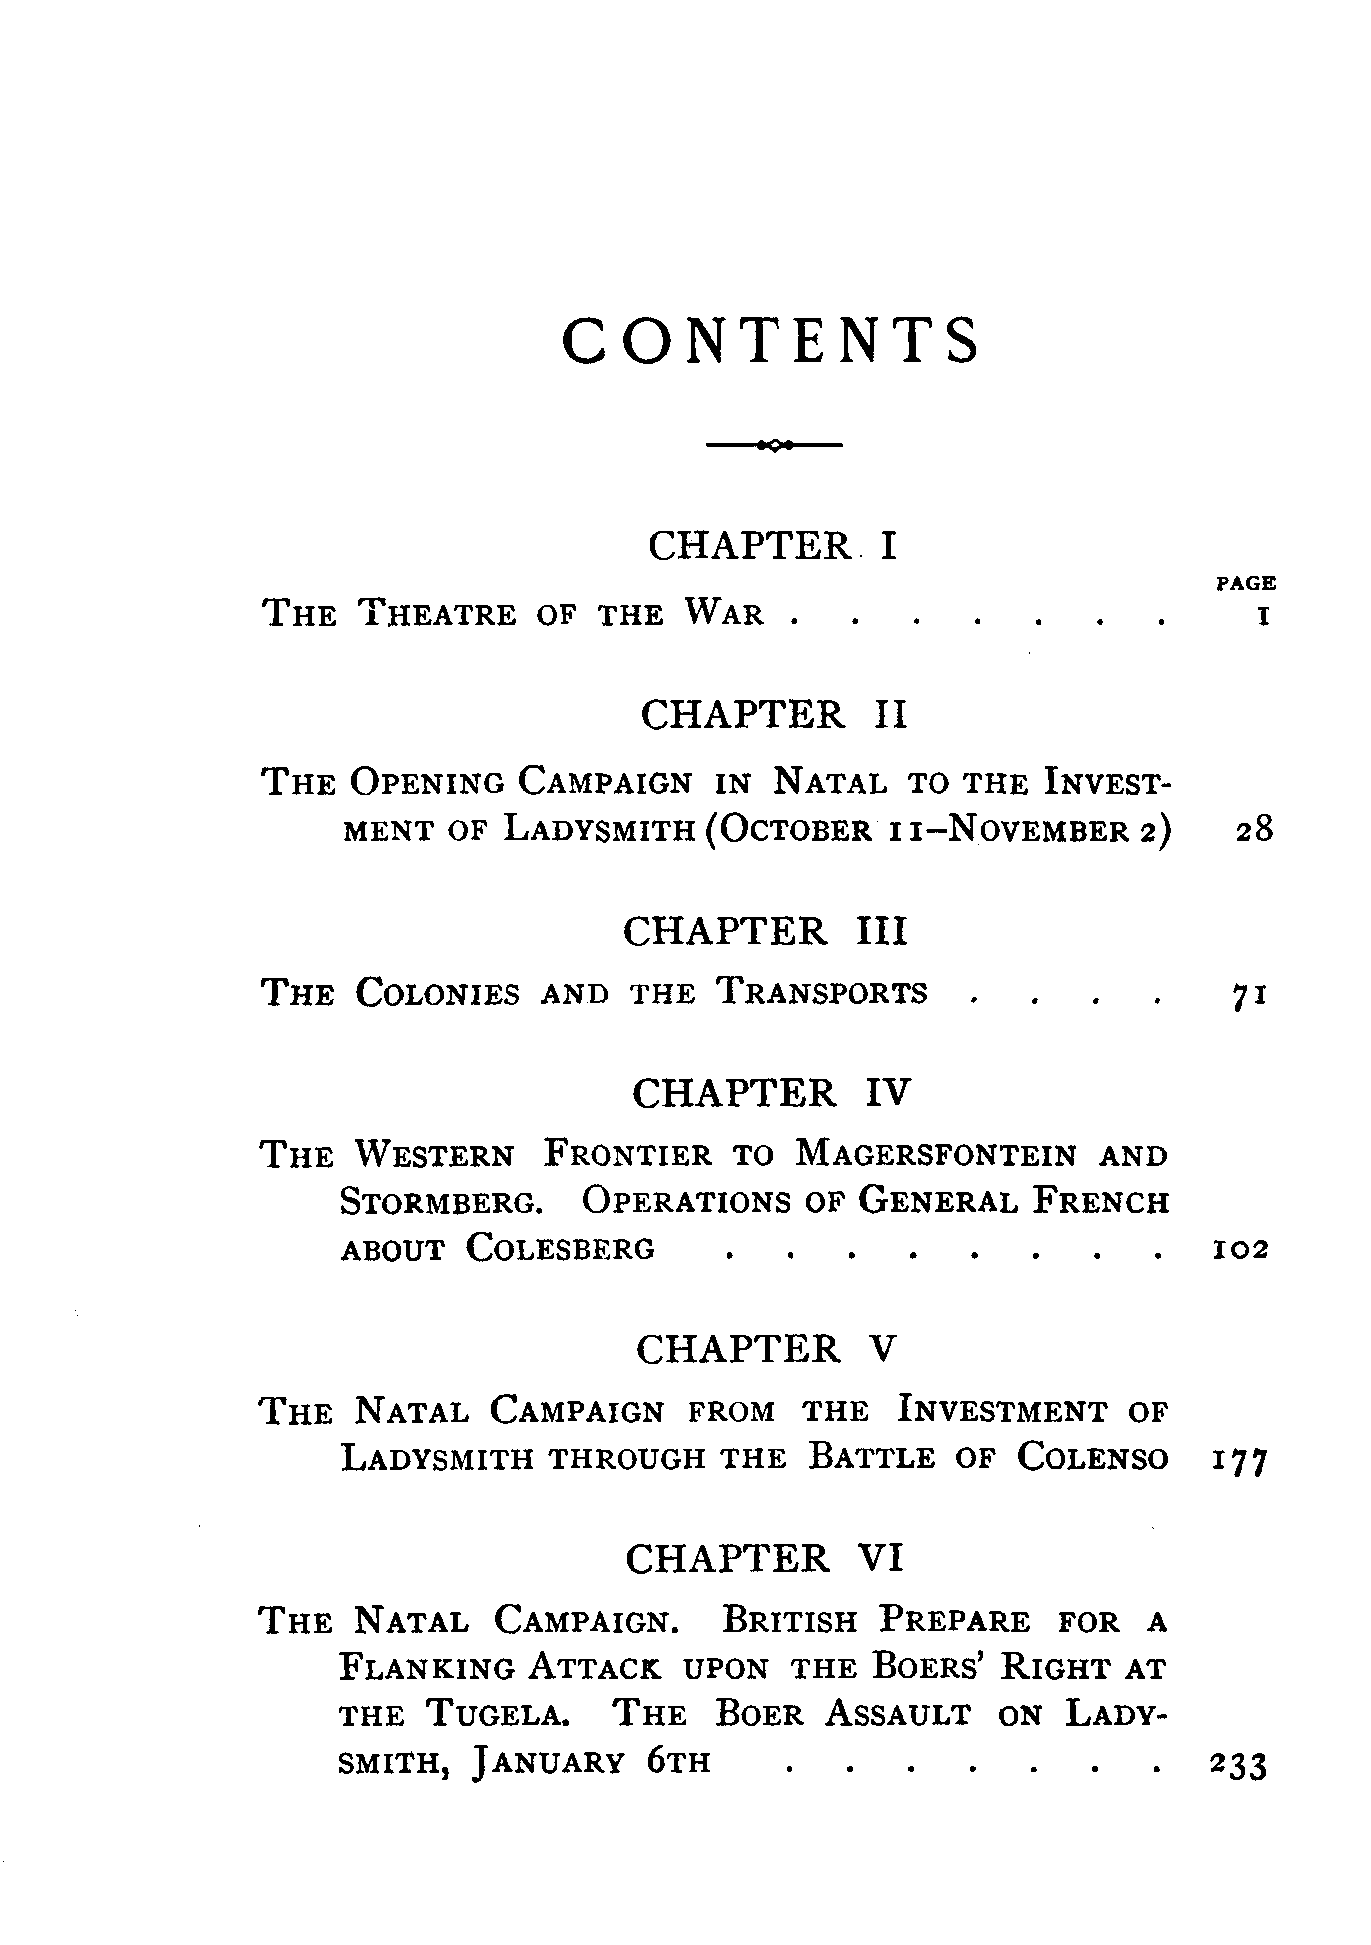 CONTENTS
CHAPTER I
PAGE
THE THEATRE OF THE WAR . . . . . . . 1
CHAPTER II
THE OPENING CAMPAIGN IN NATAL TO THE INVEST-
MENT OF LADYSMITH (OCTOBER 11–NOVEMBER 2) 28
CHAPTER III
THE COLONIES AND THE TRANSPORTS . . . . 71
CHAPTER IV
THE WESTERN FRONTIER TO MAGERSFONTEIN AND
STORMBERG. OPERATIONS OF GENERAL FRENCH
ABOUT COLESBERG . . . . . . . . 102
CHAPTER V
THE NATAL CAMPAIGN FROM THE INVESTMENT OF
LADYSMITH THROUGH THE BATTLE OF COLENSO 177
CHAPTER VI
THE NATAL CAMPAIGN. BRITISH PREPARE FOR A
FLANKING ATTACK UPON THE BOERS' RIGHT AT
THE TUGELA. THE BOER ASSAULT ON LADY-
SMITH, JANUARY 6TH . . . . . . . 233